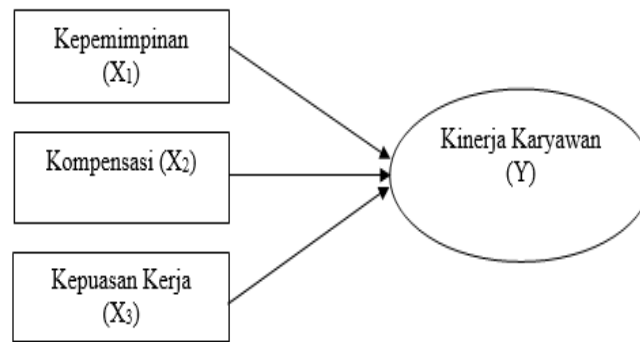 Kepemimpinan
(X₁)
Kompensasi (X₂)
Kepuasan Kerja
(X₃)
Kinerja Karyawan
(Y)